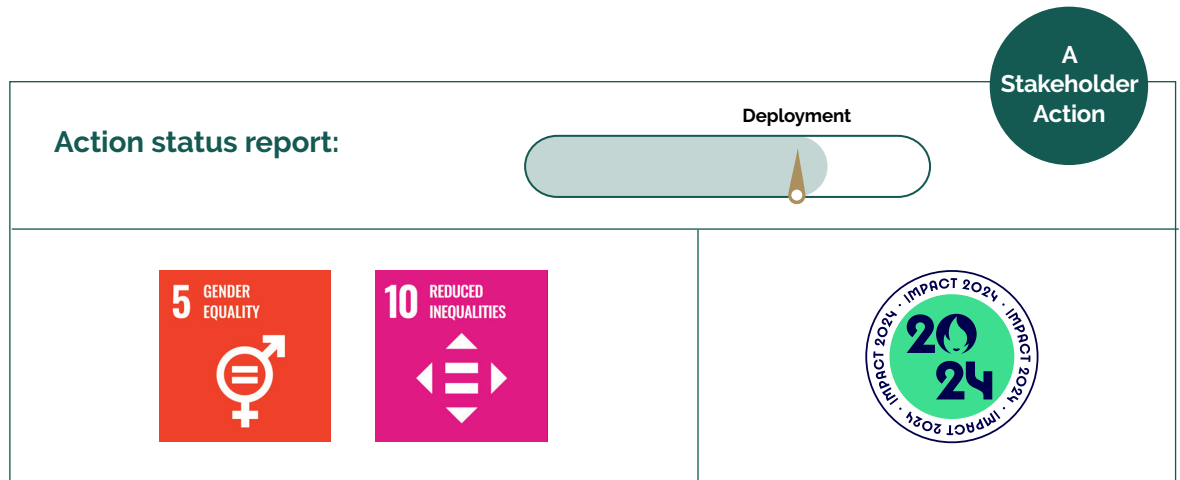 A
Stakeholder
Action
Deployment
Action status report:
5 GENDER
EQUALITY
10 REDUCED
INEQUALITIES
IMPACT 2024 · IMPACT 2024 · IMPACT 2024 · IMPACT 2024 ·
20
24